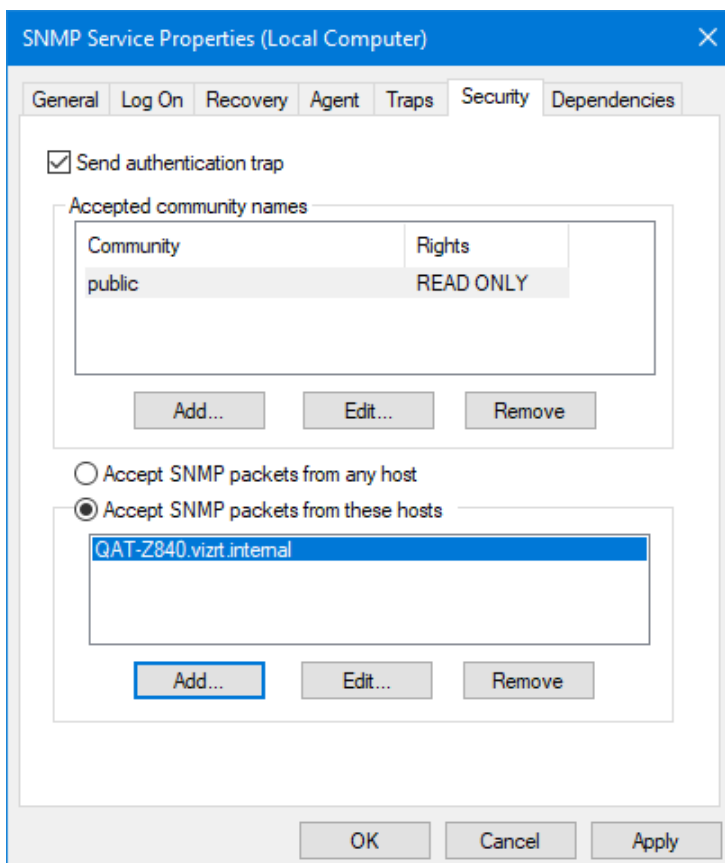 SNMP Service Properties (Local Computer)
General Log On Recovery Agent Traps Security Dependencies
Send authentication trap
Accepted community names
Community Rights
public READ ONLY
Add... Edit... Remove
Accept SNMP packets from any host
Accept SNMP packets from these hosts
QAT-Z840.vizrt.internal
Add... Edit... Remove
OK Cancel Apply